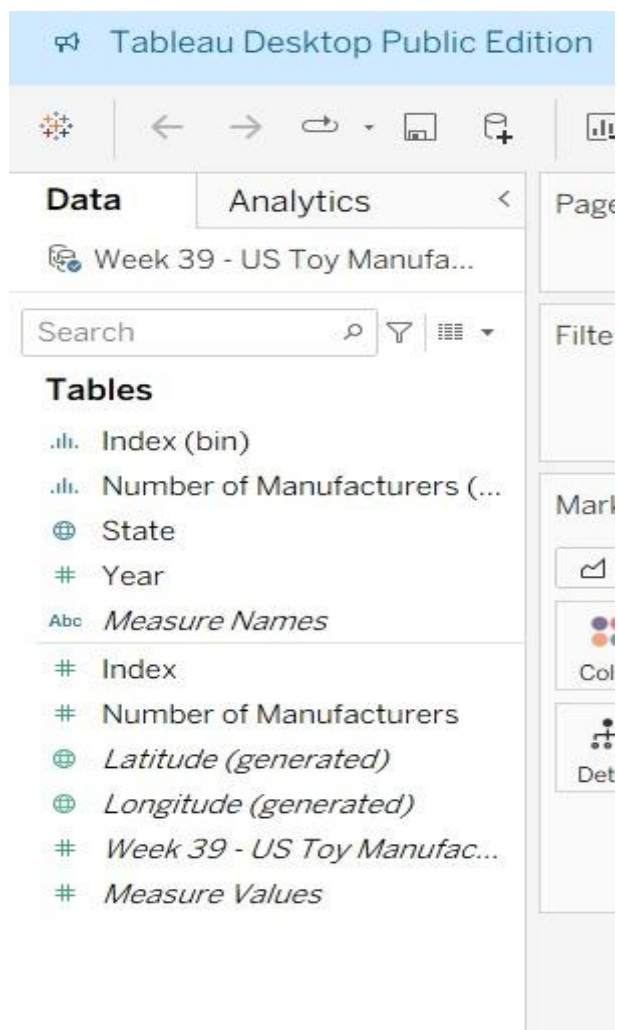 Tableau Desktop Public Edition
Data Analytics
Page
Week 39 - US Toy Manufa...
Search
Filte
Tables
Index (bin)
Number of Manufacturers (...
Mark
State
Year
Abc Measure Names
Index
Col
Number of Manufacturers
Latitude (generated)
Det
Longitude (generated)
Week 39 - US Toy Manufac...
Measure Values